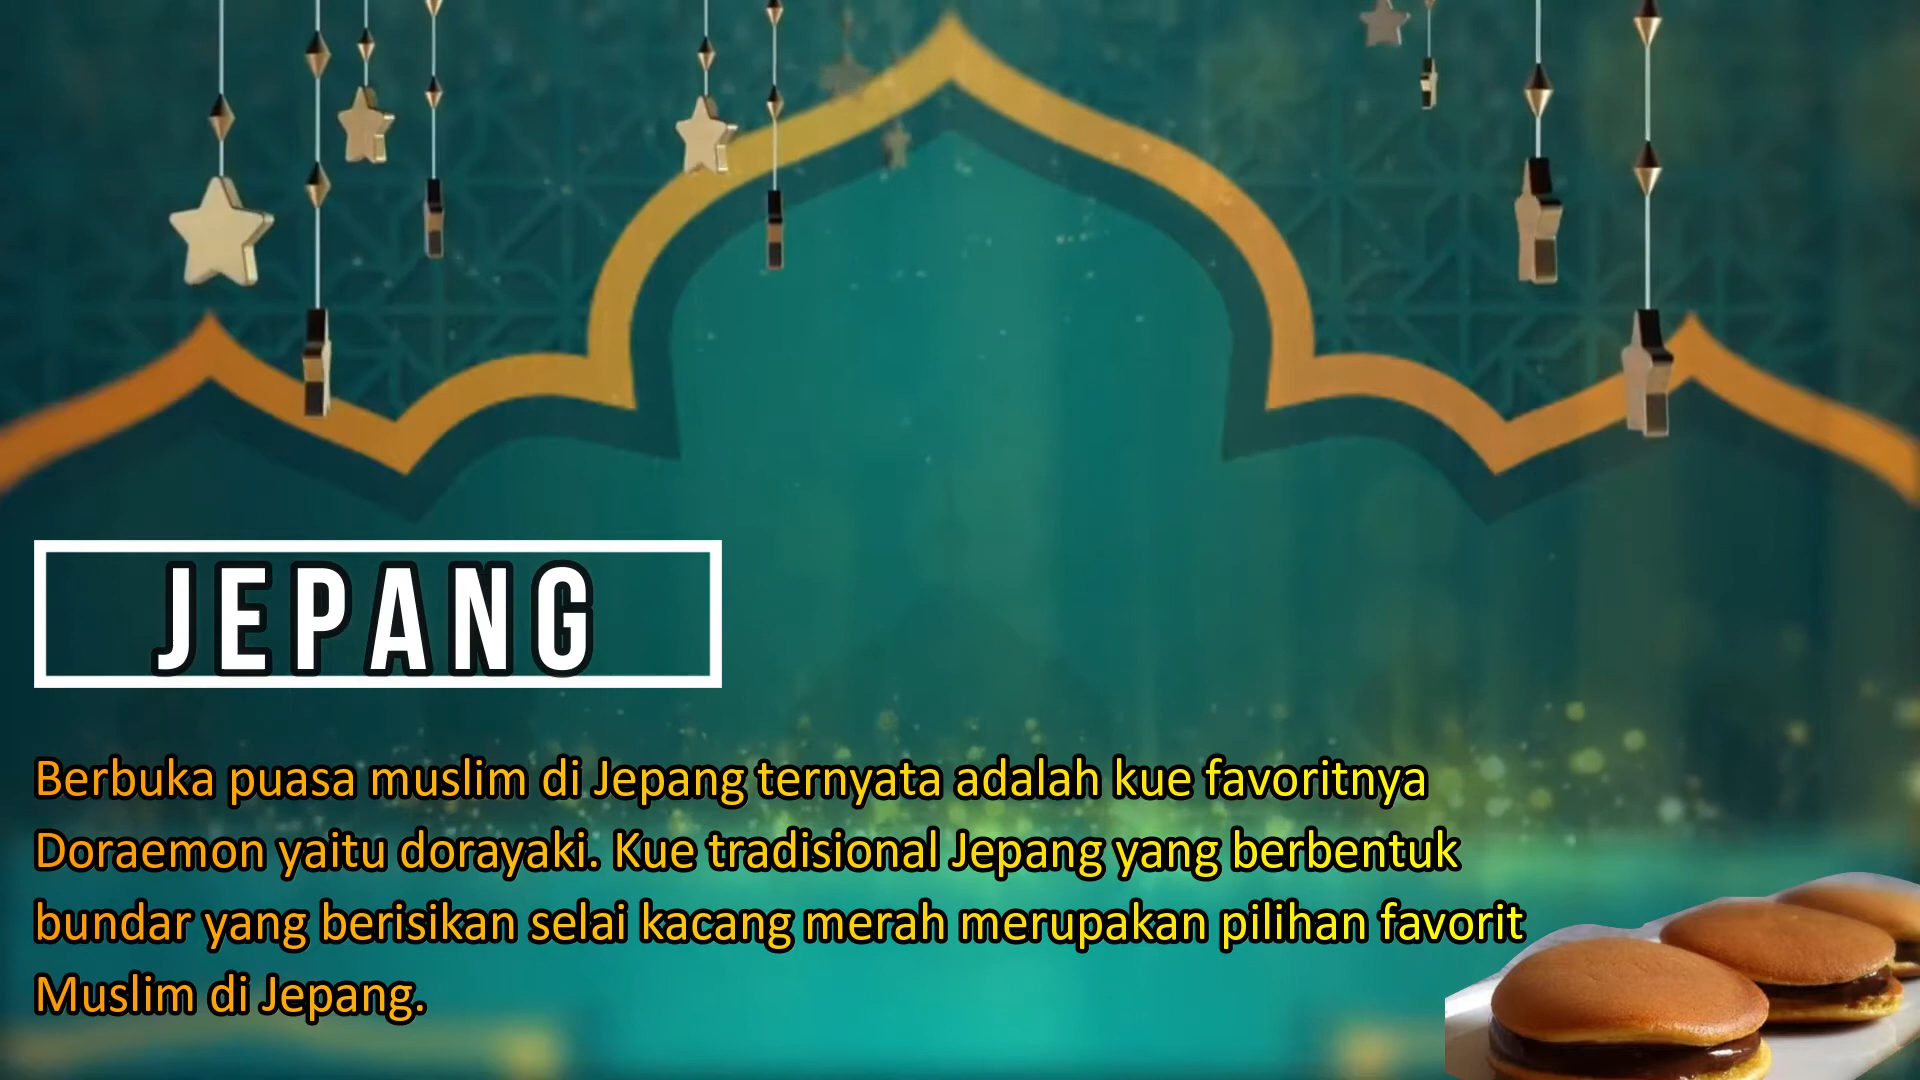 JEPANG
Berbuka puasa muslim di Jepang ternyata adalah kue favoritnya
Doraemon yaitu dorayaki. Kue tradisional Jepang yang berbentuk
bundar yang berisikan selai kacang merah merupakan pilihan favorit
Muslim di Jepang.